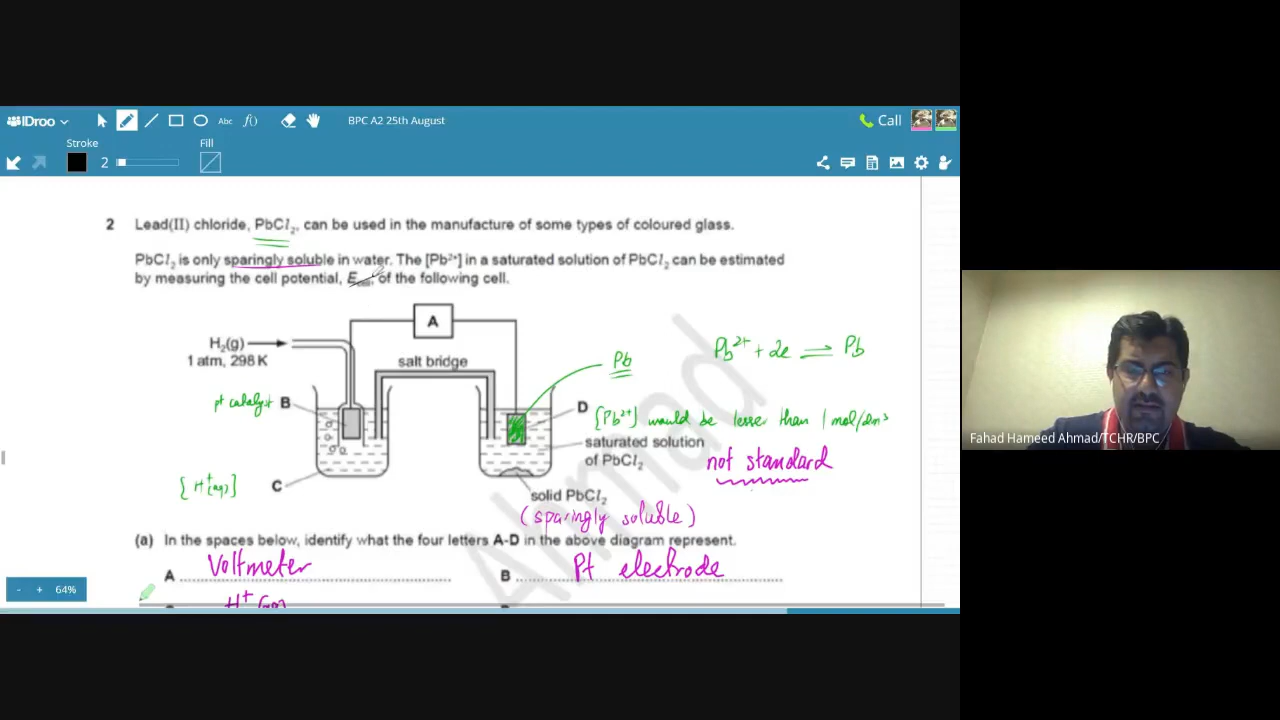 IDroo
Abc
f()
BPC A2 25th August
Call
Stroke
Fill
2
2 Lead(II) chloride, PbCl₂, can be used in the manufacture of some types of coloured glass.
PbCl₂ is only sparingly soluble in water. The [Pb²⁺] in a saturated solution of PbCl₂ can be estimated
by measuring the cell potential, E , of the following cell.
A
H₂(g)
1 atm, 298 K
salt bridge
Pb
Pb²⁺ + 2e ⇌ Pb
pt catalyst B
D
[Pb²⁺] would be lesser than 1 mol/dm³
saturated solution
of PbCl₂
not standard
[H⁺(aq)]
C
solid PbCl₂
(sparingly soluble)
(a) In the spaces below, identify what the four letters A-D in the above diagram represent.
A Voltmeter B Pt electrode
H⁺ (aq)
- + 64%
Ahmad
Fahad Hameed Ahmad/TCHR/BPC